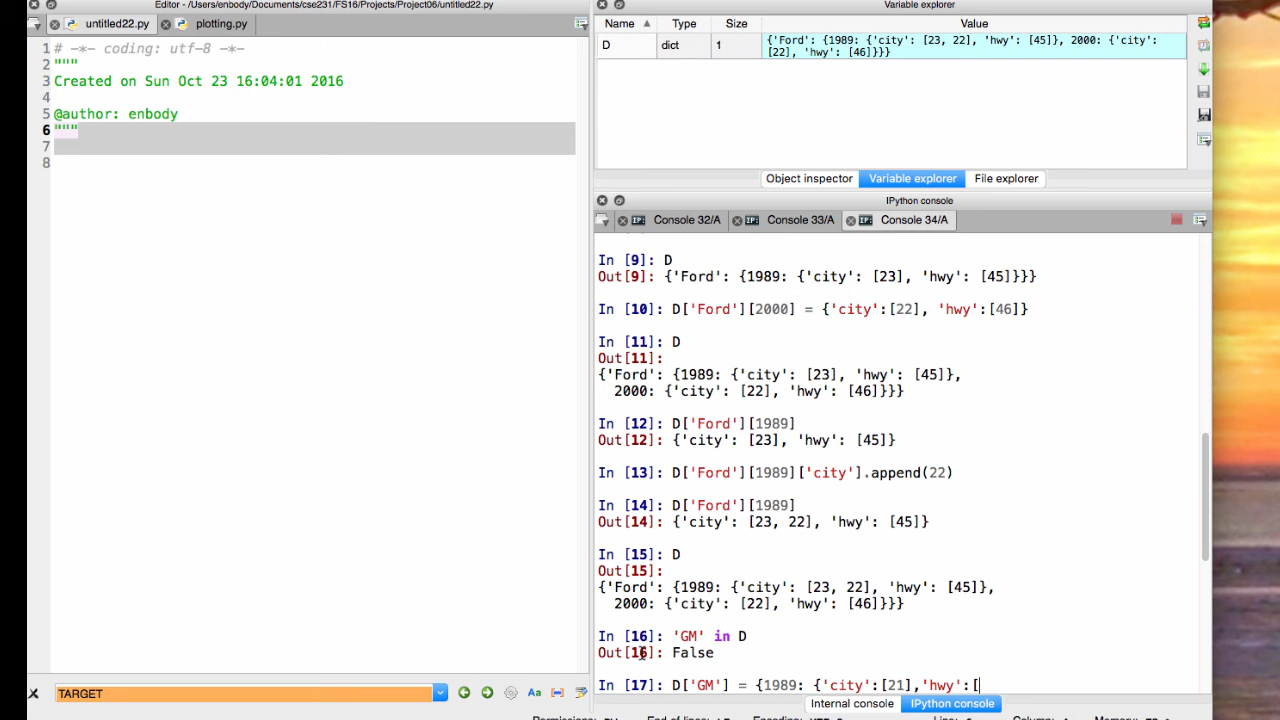 Editor - /Users/enbody/Documents/cse231/FS16/Projects/Project06/untitled22.py
untitled22.py
plotting.py
1 # -*- coding: utf-8 -*-
2 """
3 Created on Sun Oct 23 16:04:01 2016
4
5 @author: enbody
6 """
7
8
TARGET
Aa
Variable explorer
Name Type Size Value
D dict 1 {'Ford': {1989: {'city': [23, 22], 'hwy': [45]}, 2000: {'city':
[22], 'hwy': [46]}}}
Object inspector Variable explorer File explorer
IPython console
Console 32/A Console 33/A Console 34/A
In [9]: D
Out[9]: {'Ford': {1989: {'city': [23], 'hwy': [45]}}}
In [10]: D['Ford'][2000] = {'city':[22], 'hwy':[46]}
In [11]: D
Out[11]:
{'Ford': {1989: {'city': [23], 'hwy': [45]},
2000: {'city': [22], 'hwy': [46]}}}
In [12]: D['Ford'][1989]
Out[12]: {'city': [23], 'hwy': [45]}
In [13]: D['Ford'][1989]['city'].append(22)
In [14]: D['Ford'][1989]
Out[14]: {'city': [23, 22], 'hwy': [45]}
In [15]: D
Out[15]:
{'Ford': {1989: {'city': [23, 22], 'hwy': [45]},
2000: {'city': [22], 'hwy': [46]}}}
In [16]: 'GM' in D
Out[16]: False
In [17]: D['GM'] = {1989: {'city':[21],'hwy':[
Internal console IPython console